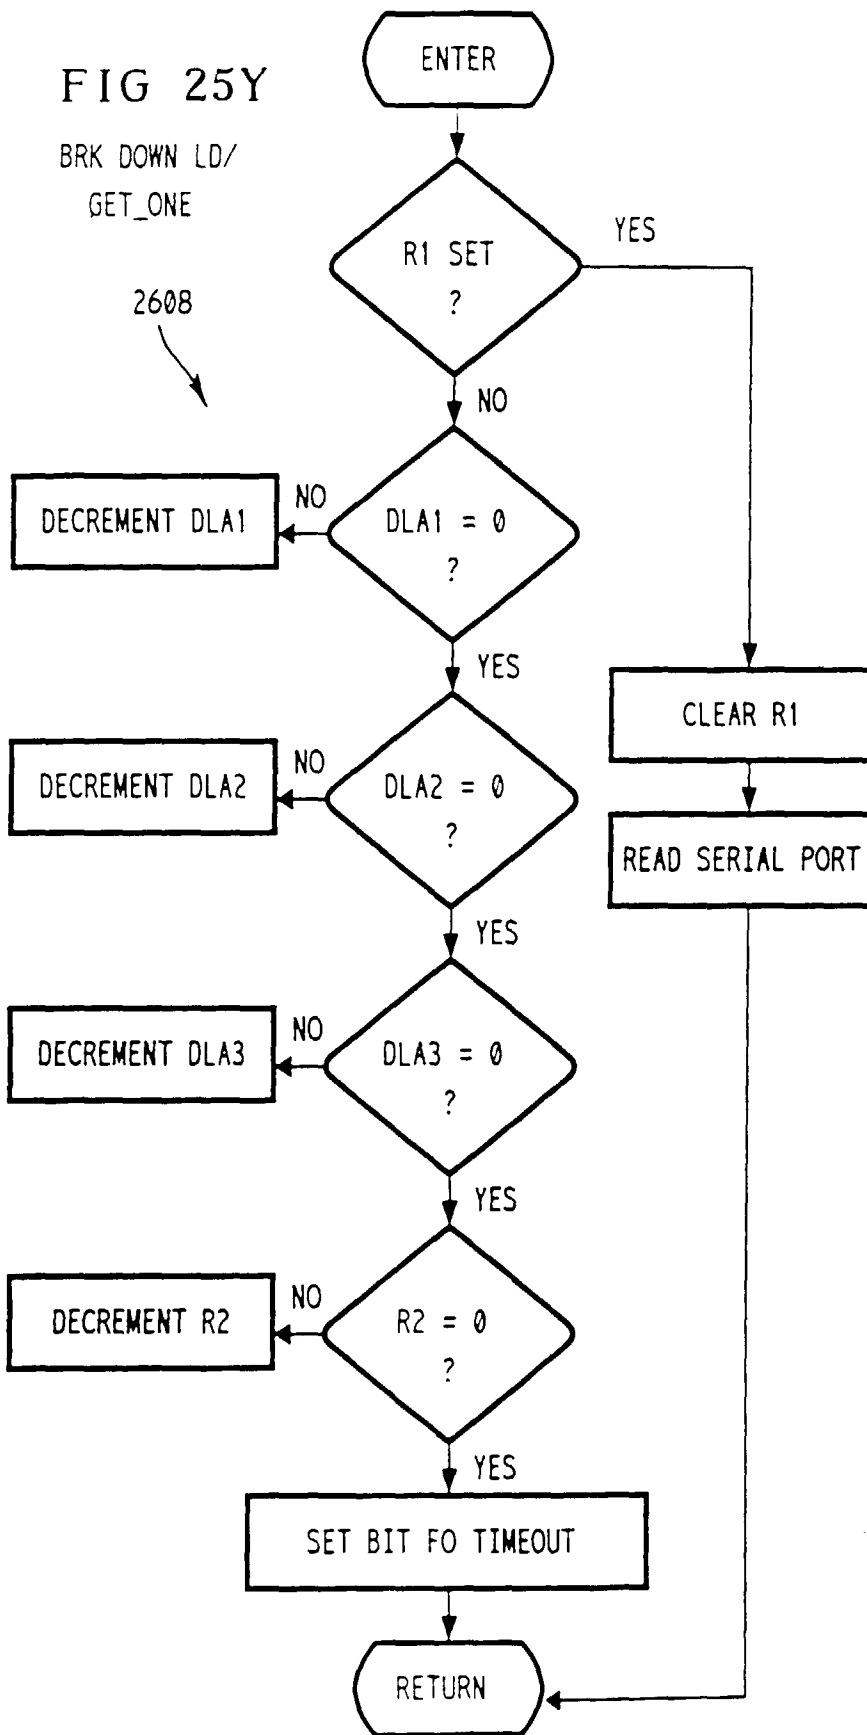 ENTER
FIG 25Y
BRK DOWN LD/
GET_ONE
2608
R1 SET
?
YES
NO
DLA1 = 0
?
NO
DECREMENT DLA1
YES
CLEAR R1
DLA2 = 0
?
NO
DECREMENT DLA2
READ SERIAL PORT
YES
DLA3 = 0
?
NO
DECREMENT DLA3
YES
R2 = 0
?
NO
DECREMENT R2
YES
SET BIT FO TIMEOUT
RETURN